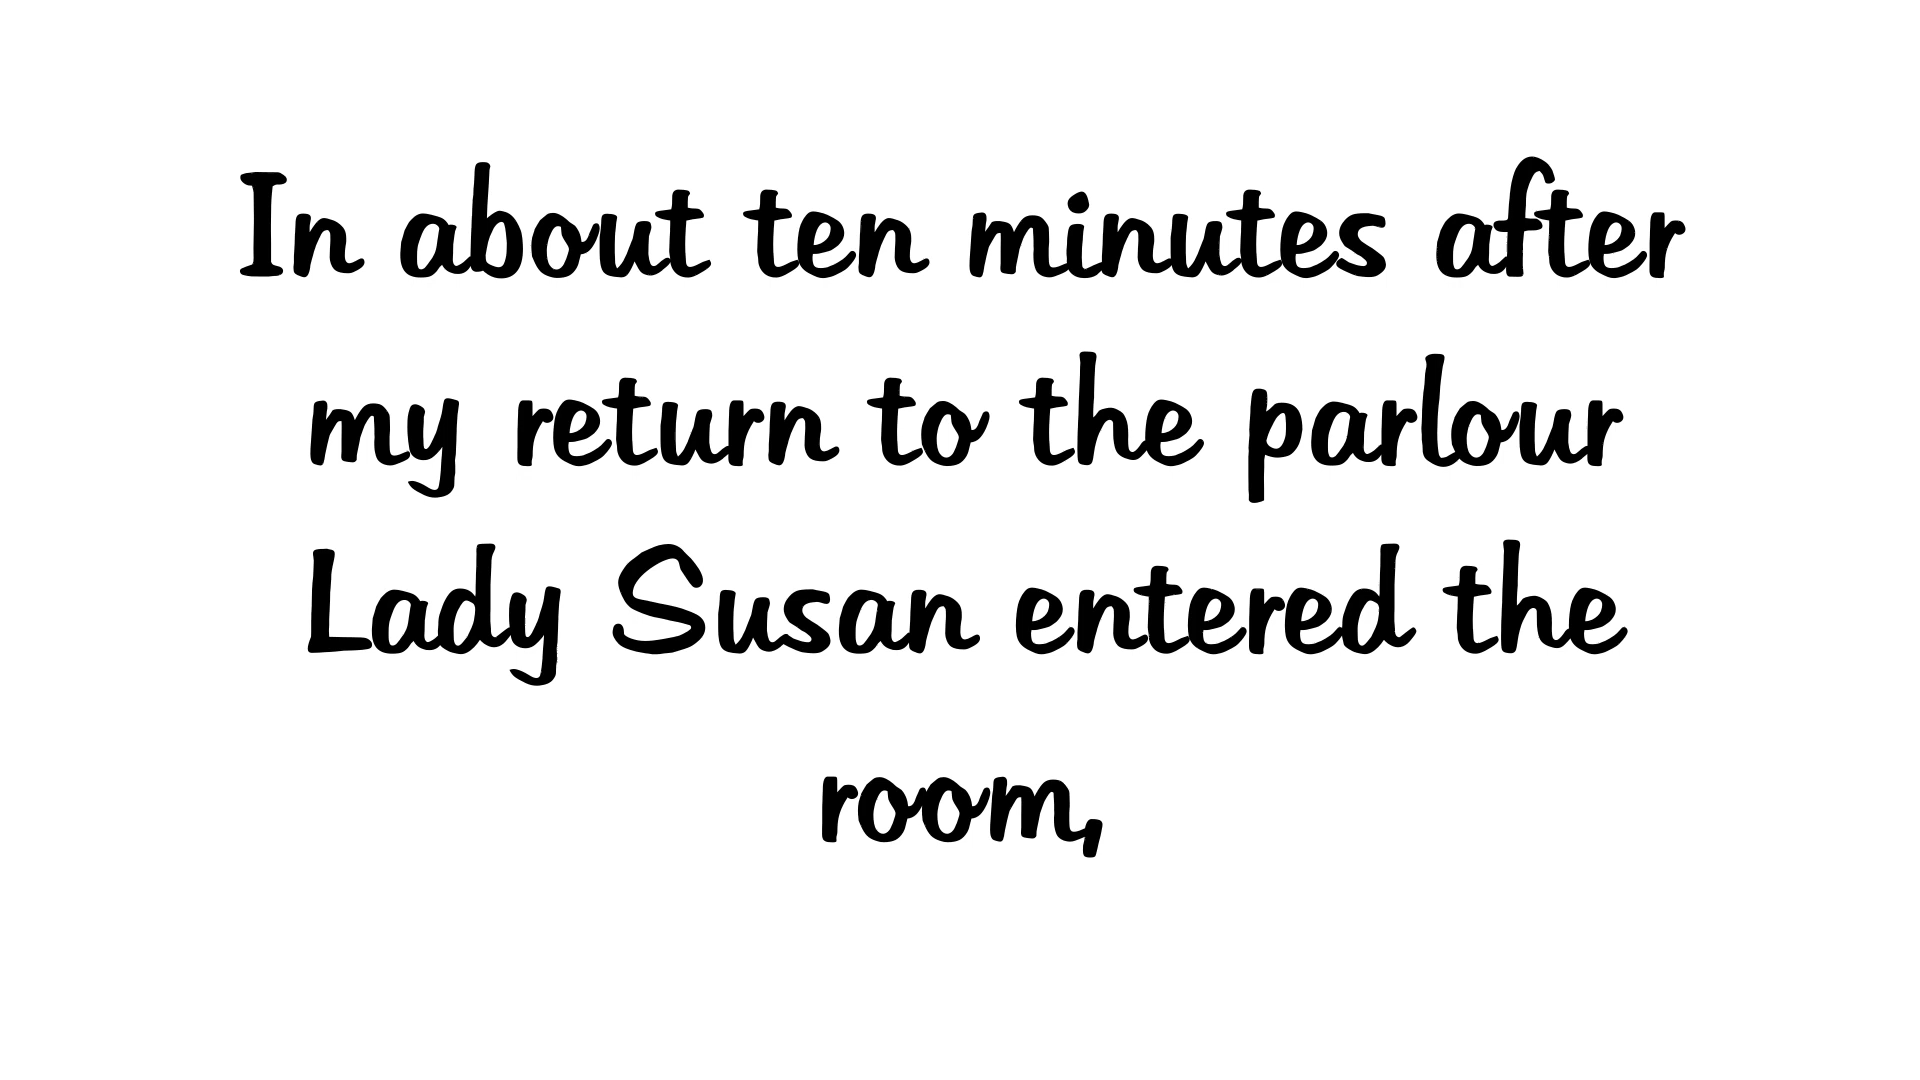 In about ten minutes after
my return to the parlour
Lady Susan entered the
room,